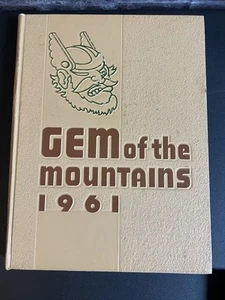 GEM of the
MOUNTAINS
1961